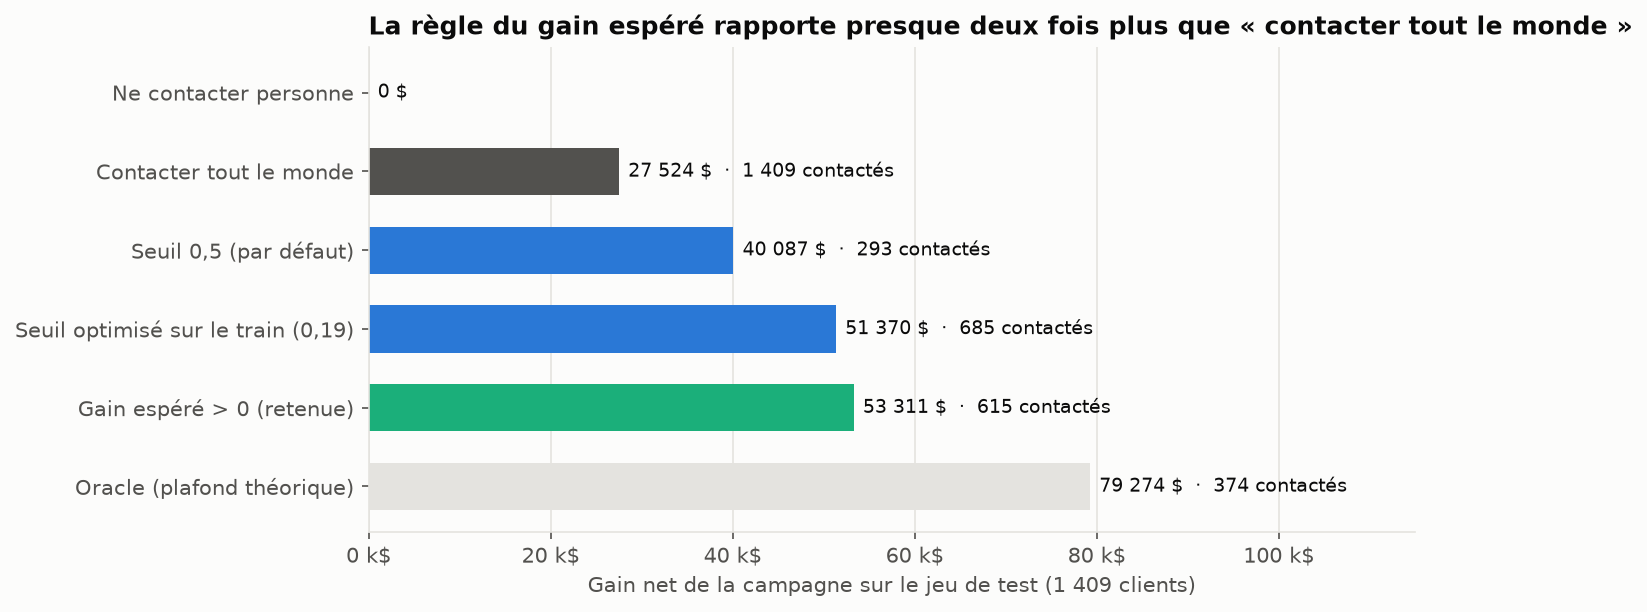 La règle du gain espéré rapporte presque deux fois plus que « contacter tout le monde »
Ne contacter personne
0 $
Contacter tout le monde
27 524 $ · 1 409 contactés
Seuil 0,5 (par défaut)
40 087 $ · 293 contactés
Seuil optimisé sur le train (0,19)
51 370 $ · 685 contactés
Gain espéré > 0 (retenue)
53 311 $ · 615 contactés
Oracle (plafond théorique)
79 274 $ · 374 contactés
0 k$ 20 k$ 40 k$ 60 k$ 80 k$ 100 k$
Gain net de la campagne sur le jeu de test (1 409 clients)